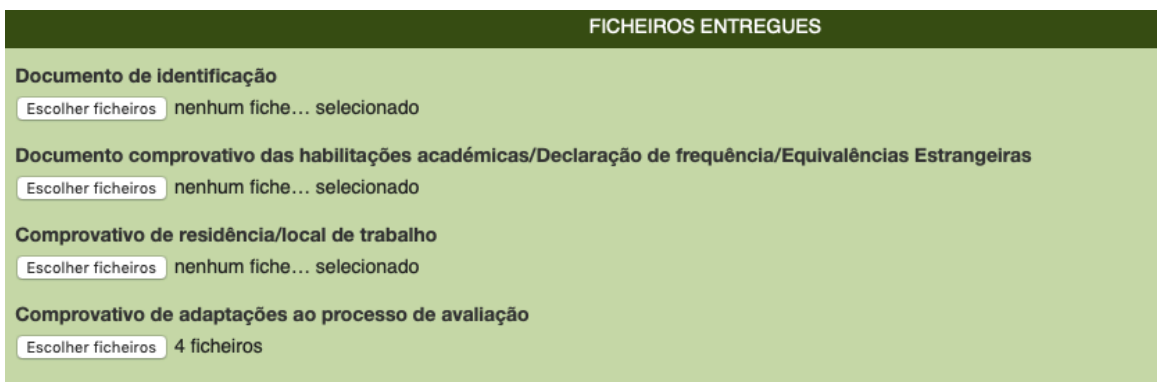 FICHEIROS ENTREGUES
Documento de identificação
Escolher ficheiros nenhum fiche... selecionado
Documento comprovativo das habilitações académicas/Declaração de frequência/Equivalências Estrangeiras
Escolher ficheiros nenhum fiche... selecionado
Comprovativo de residência/local de trabalho
Escolher ficheiros nenhum fiche... selecionado
Comprovativo de adaptações ao processo de avaliação
Escolher ficheiros 4 ficheiros